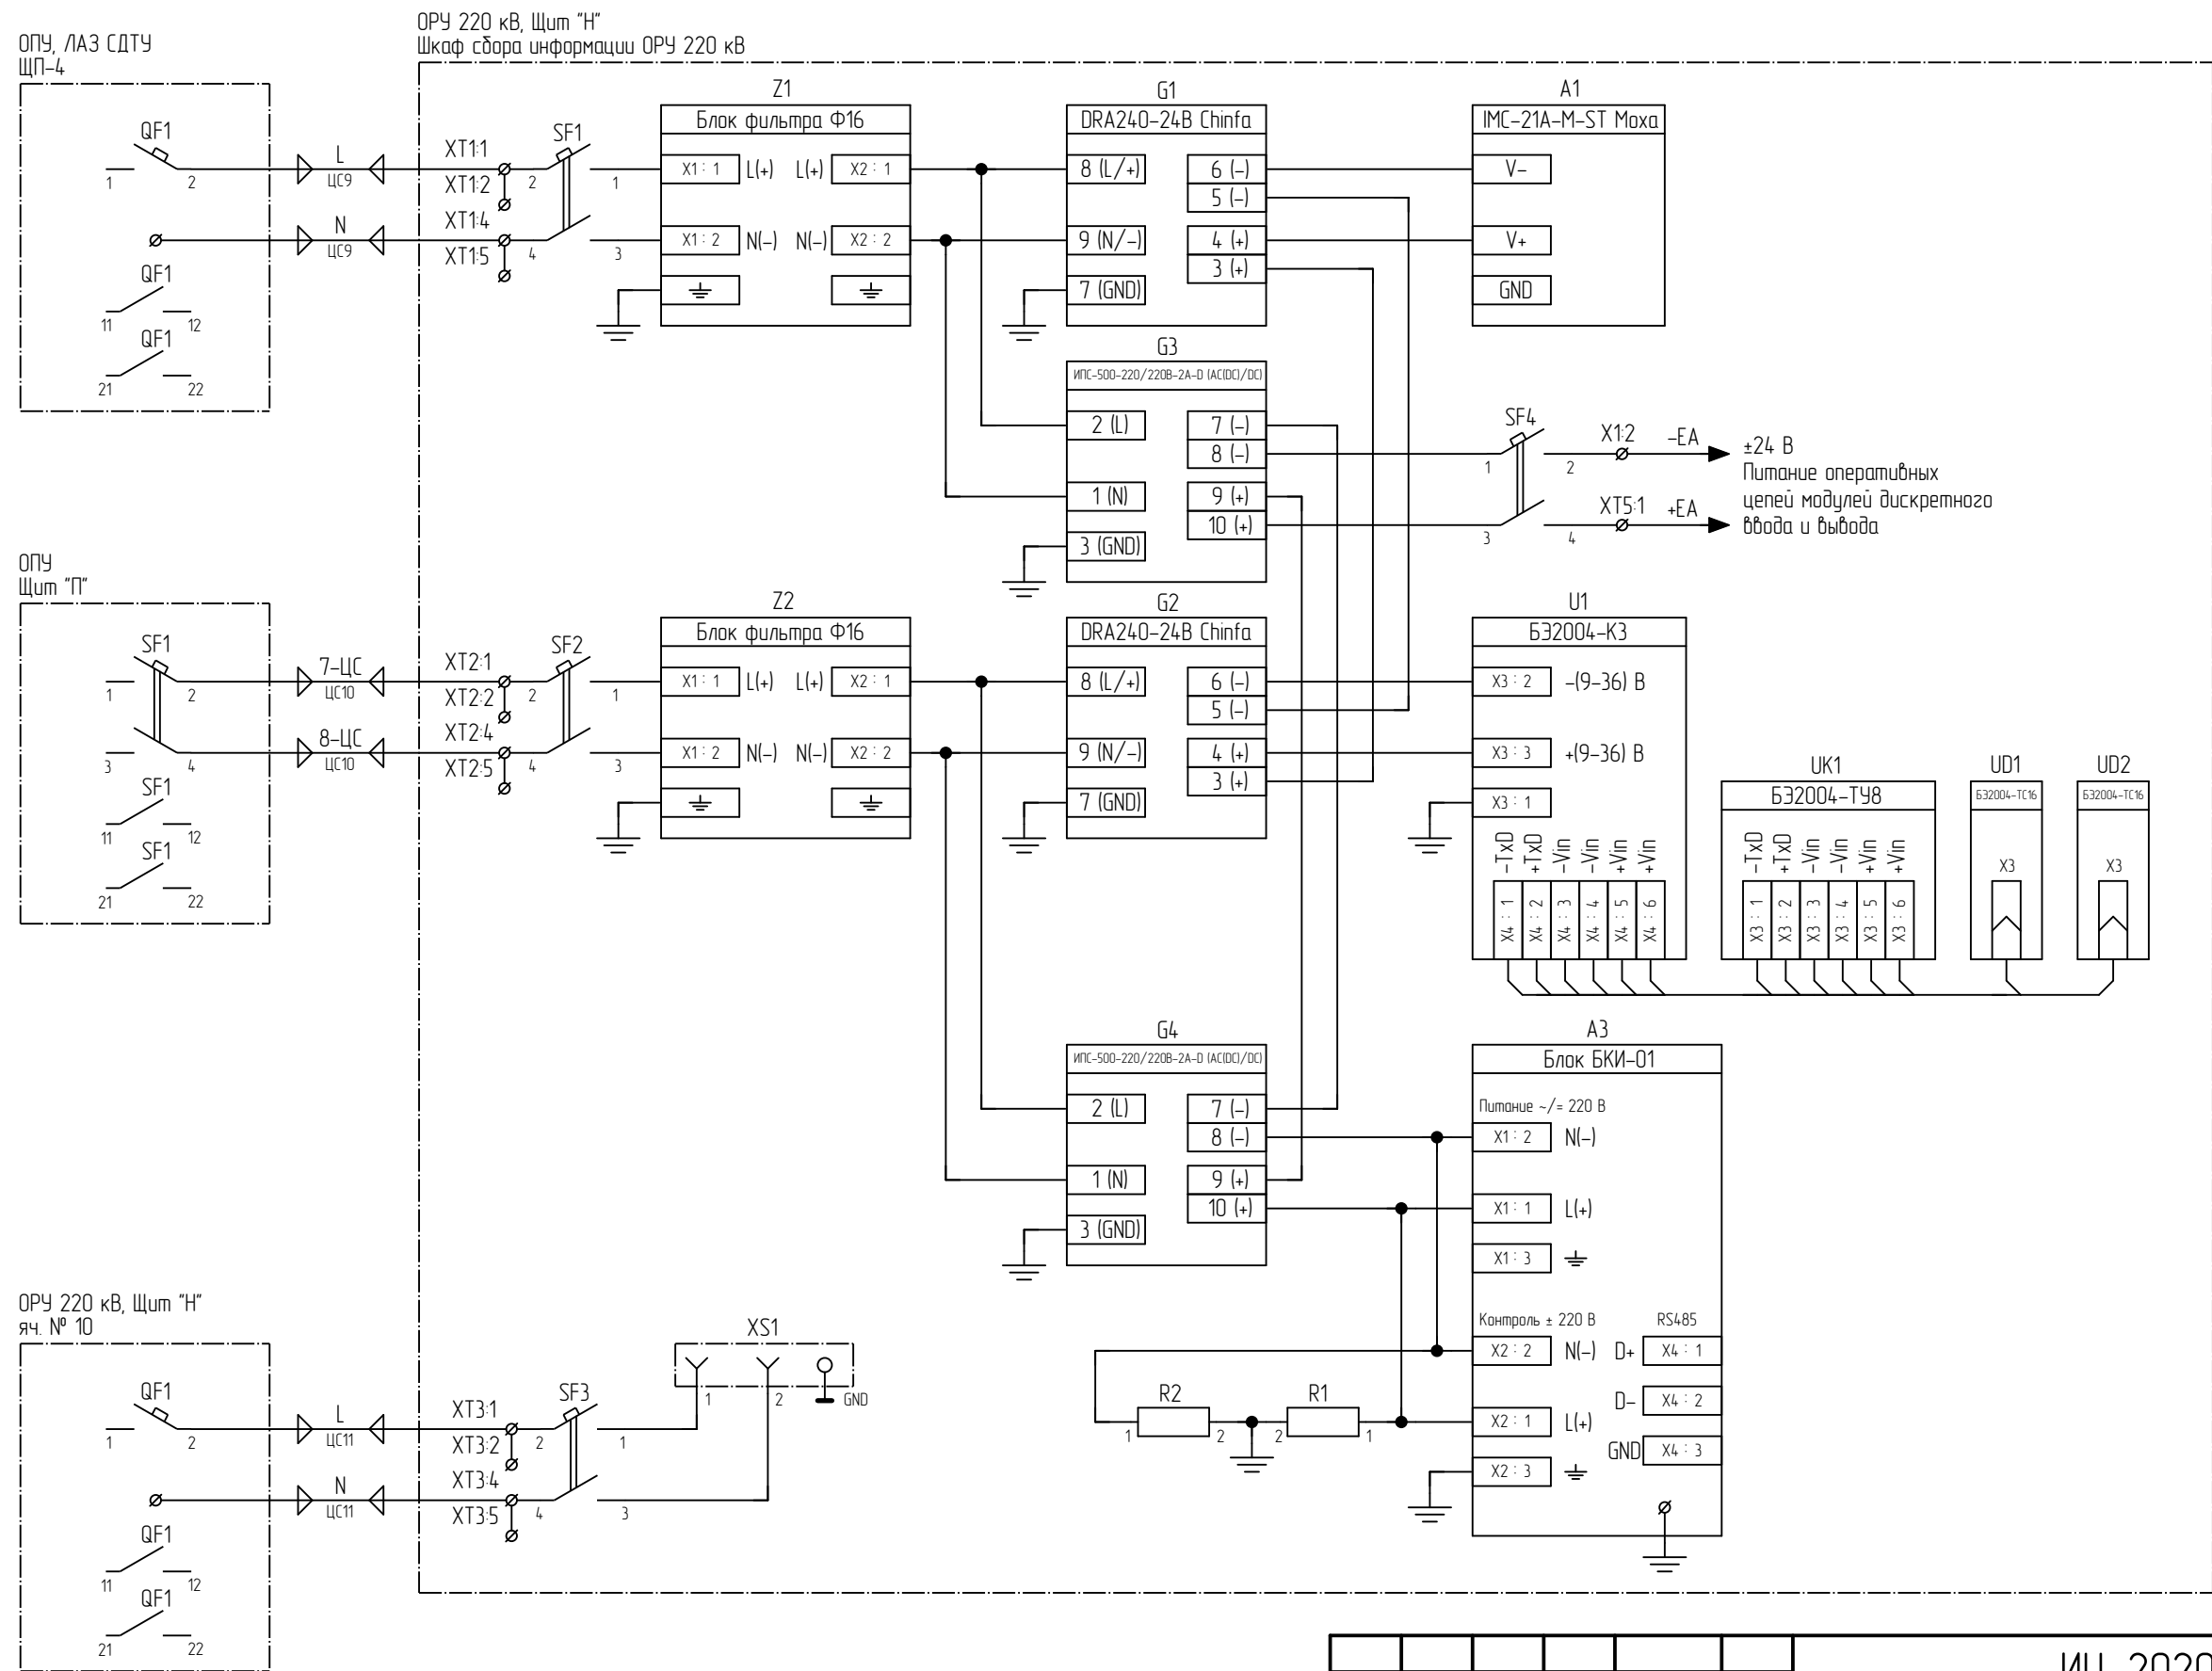 ОРУ 220 кВ, Щит "Н"
Шкаф сбора информации ОРУ 220 кВ
ОПУ, ЛАЗ СДТУ
ЩП-4
QF1
1
2
QF1
11
12
QF1
21
22
L
ЦС9
N
ЦС9
XT1:1
XT1:2
XT1:4
XT1:5
SF1
2
1
4
3
Z1
Блок фильтра Ф16
X1 : 1 L(+) L(+) X2 : 1
X1 : 2 N(-) N(-) X2 : 2
G1
DRA240-24B Chinfa
8 (L/+)
9 (N/-)
7 (GND)
6 (-)
5 (-)
4 (+)
3 (+)
A1
IMC-21A-M-ST Moxa
V-
V+
GND
G3
ИПС-500-220/220В-2А-D (AC(DC)/DC)
2 (L)
1 (N)
3 (GND)
7 (-)
8 (-)
9 (+)
10 (+)
SF4
1
2
3
4
X1:2 -EA
XT5:1 +EA
±24 В
Питание оперативных
цепей модулей дискретного
ввода и вывода
ОПУ
Щит "П"
SF1
1
2
3
4
SF1
11
12
SF1
21
22
7-ЦС
ЦС10
8-ЦС
ЦС10
XT2:1
XT2:2
XT2:4
XT2:5
SF2
2
1
4
3
Z2
Блок фильтра Ф16
X1 : 1 L(+) L(+) X2 : 1
X1 : 2 N(-) N(-) X2 : 2
G2
DRA240-24B Chinfa
8 (L/+)
9 (N/-)
7 (GND)
6 (-)
5 (-)
4 (+)
3 (+)
U1
БЭ2004-К3
X3 : 2 -(9-36) В
X3 : 3 +(9-36) В
X3 : 1
-TxD +TxD -Vin -Vin +Vin +Vin
X4 : 1 X4 : 2 X4 : 3 X4 : 4 X4 : 5 X4 : 6
UK1
БЭ2004-ТУ8
-TxD +TxD -Vin -Vin +Vin +Vin
X3 : 1 X3 : 2 X3 : 3 X3 : 4 X3 : 5 X3 : 6
UD1
БЭ2004-ТС16
X3
UD2
БЭ2004-ТС16
X3
G4
ИПС-500-220/220В-2А-D (AC(DC)/DC)
2 (L)
1 (N)
3 (GND)
7 (-)
8 (-)
9 (+)
10 (+)
A3
Блок БКИ-01
Питание ~/= 220 В
X1 : 2 N(-)
X1 : 1 L(+)
X1 : 3
Контроль ± 220 В RS485
X2 : 2 N(-) D+ X4 : 1
D- X4 : 2
X2 : 1 L(+)
GND X4 : 3
X2 : 3
R2
1
2
R1
2
1
ОРУ 220 кВ, Щит "Н"
яч. № 10
QF1
1
2
QF1
11
12
QF1
21
22
L
ЦС11
N
ЦС11
XT3:1
XT3:2
XT3:4
XT3:5
SF3
2
1
4
3
XS1
1
2
GND
ИЦ 2020